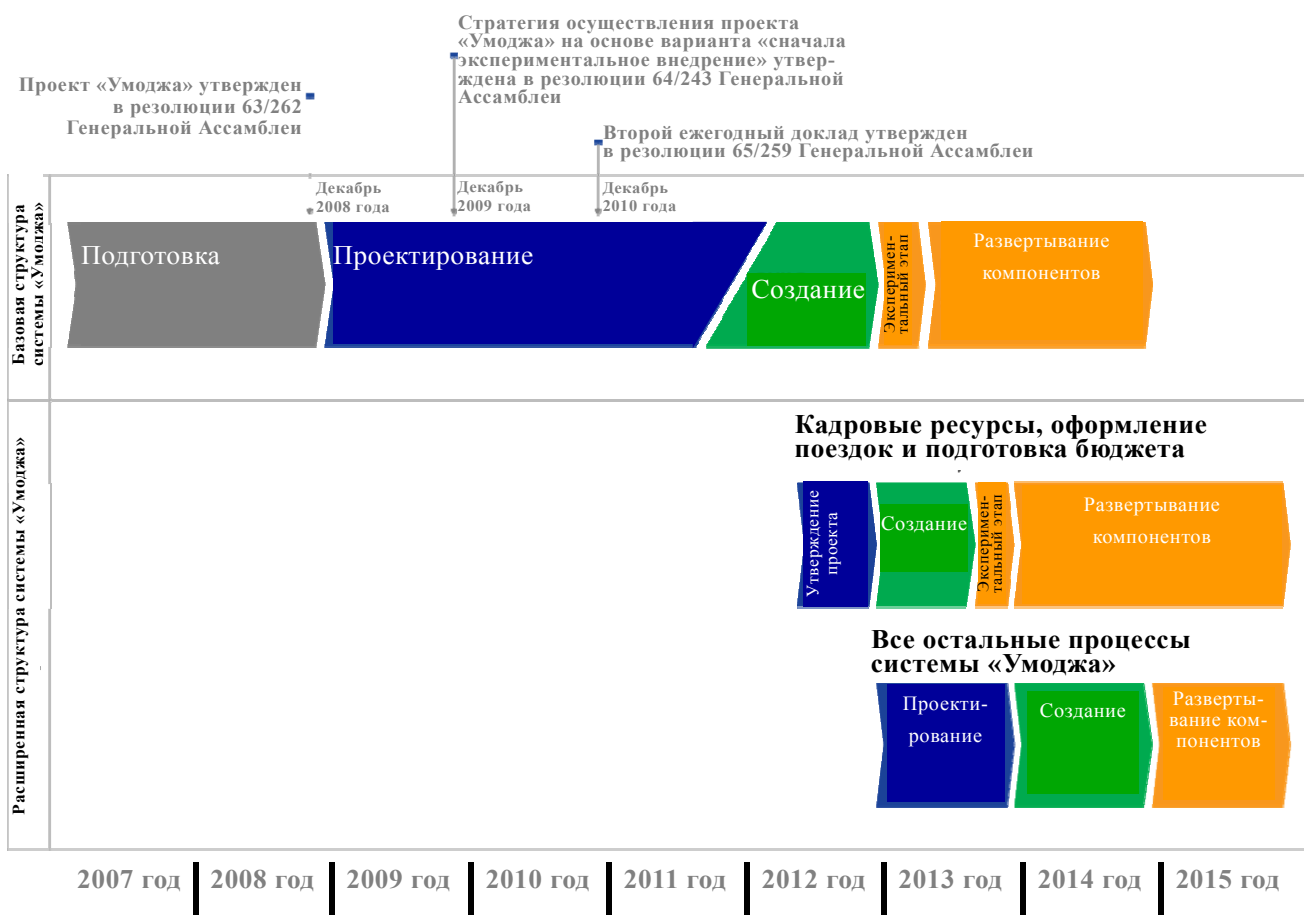 Стратегия осуществления проекта
«Умоджа» на основе варианта «сначала
экспериментальное внедрение» утвер-
ждена в резолюции 64/243 Генеральной
Ассамблеи
Проект «Умоджа» утвержден
в резолюции 63/262
Генеральной Ассамблеи
Второй ежегодный доклад утвержден
в резолюции 65/259 Генеральной Ассамблеи
Декабрь
2008 года
Декабрь
2009 года
Декабрь
2010 года
Базовая структура
системы «Умоджа»
Подготовка
Проектирование
Создание
Эксперимен-
тальный этап
Развертывание
компонентов
Расширенная структура системы «Умоджа»
Кадровые ресурсы, оформление
поездок и подготовка бюджета
Утверждение
проекта
Создание
Эксперимен-
тальный этап
Развертывание
компонентов
Все остальные процессы
системы «Умоджа»
Проекти-
рование
Создание
Разверты-
вание ком-
понентов
2007 год
2008 год
2009 год
2010 год
2011 год
2012 год
2013 год
2014 год
2015 год